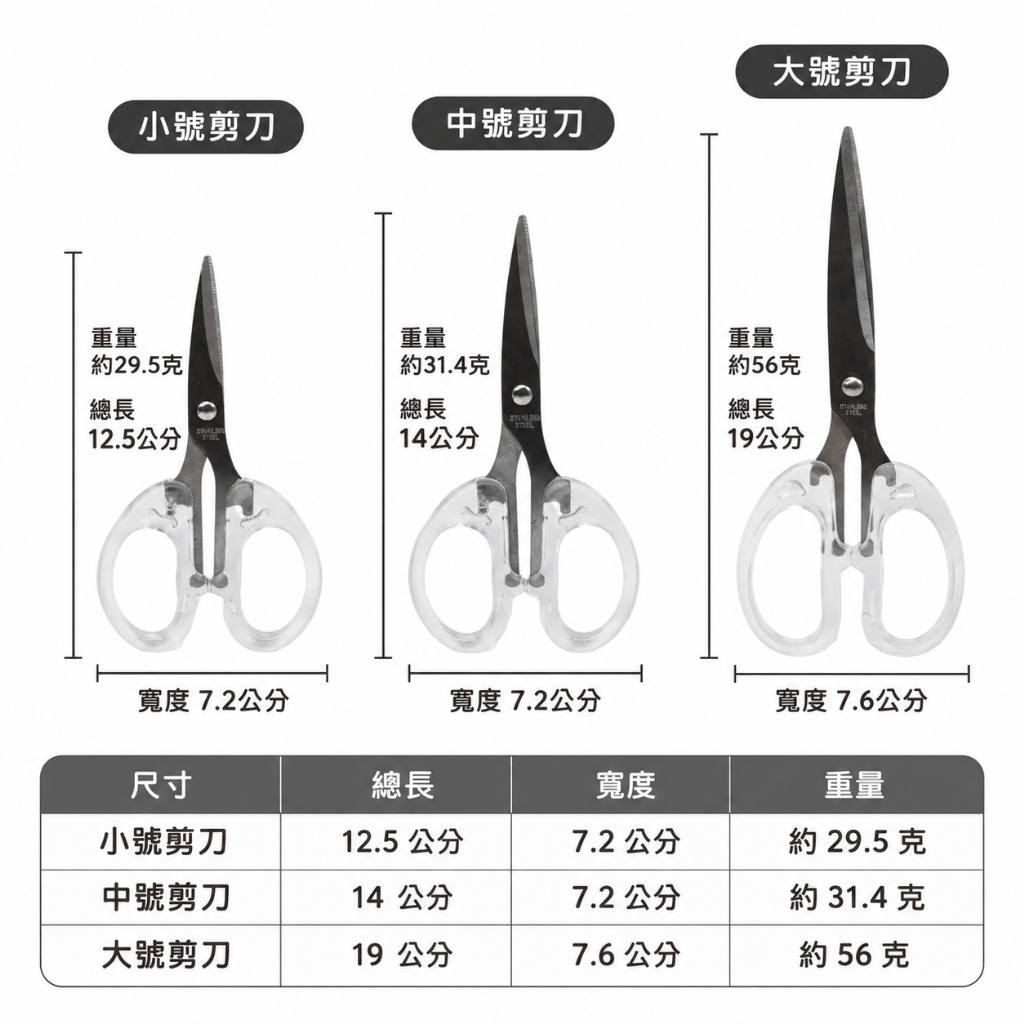 小號剪刀
中號剪刀
大號剪刀
重量
約29.5克
總長
12.5公分
重量
約31.4克
總長
14公分
重量
約56克
總長
19公分
寬度 7.2公分
寬度 7.2公分
寬度 7.6公分
尺寸 總長 寬度 重量
小號剪刀 12.5 公分 7.2 公分 約 29.5 克
中號剪刀 14 公分 7.2 公分 約 31.4 克
大號剪刀 19 公分 7.6 公分 約 56 克